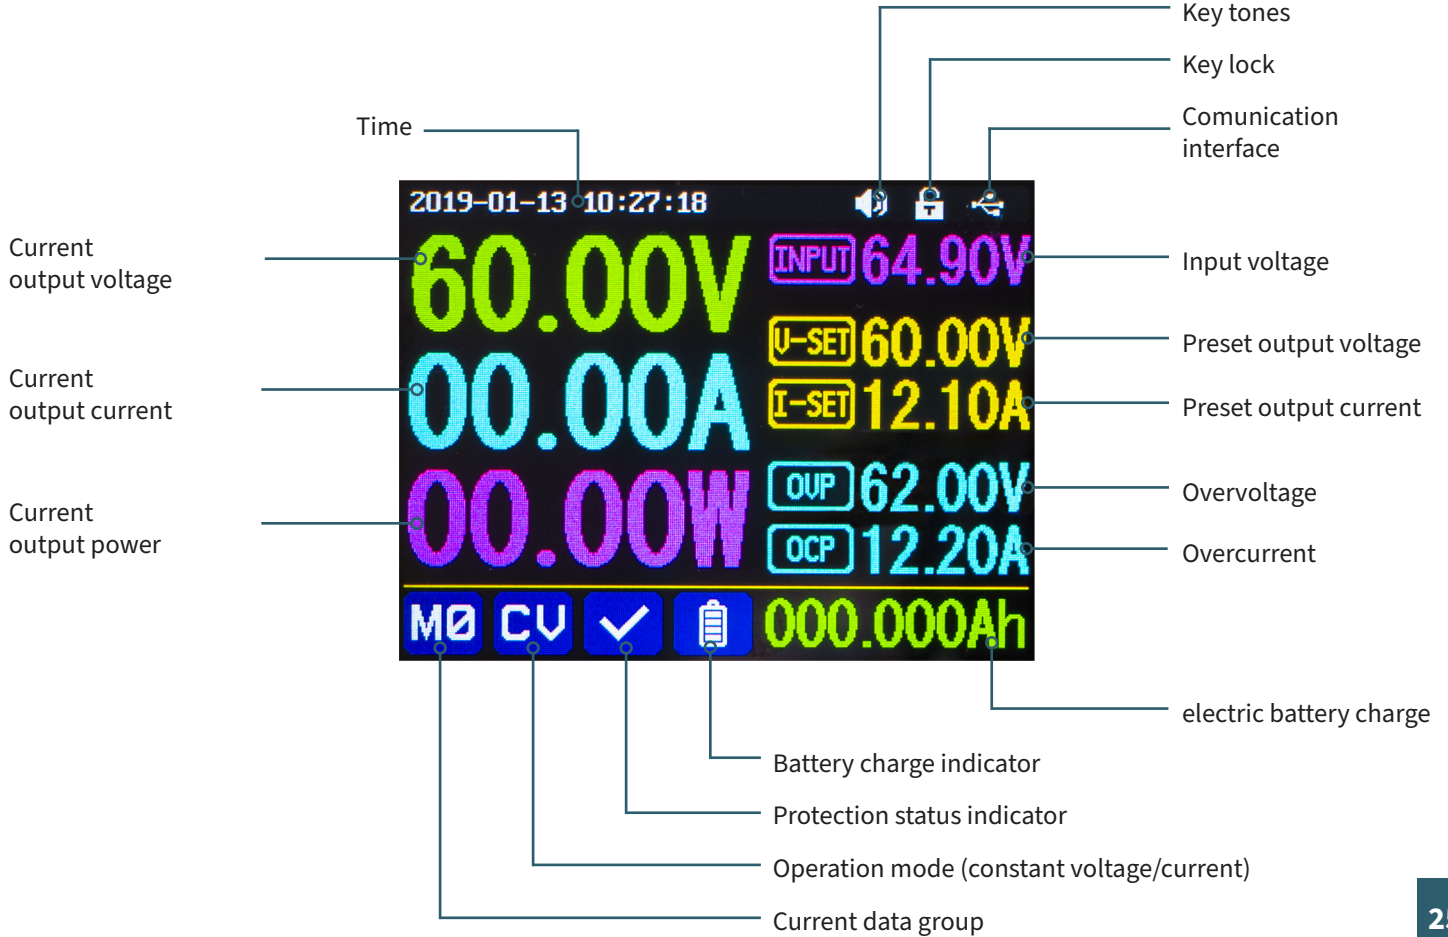 Key tones
Key lock
Comunication
interface
Time
2019-01-13 10:27:18
Current
output voltage
60.00V
INPUT 64.90V
Input voltage
V-SET 60.00V
Preset output voltage
Current
output current
00.00A
I-SET 12.10A
Preset output current
Current
output power
00.00W
OVP 62.00V
Overvoltage
OCP 12.20A
Overcurrent
M0 CV 000.000Ah
electric battery charge
Battery charge indicator
Protection status indicator
Operation mode (constant voltage/current)
Current data group